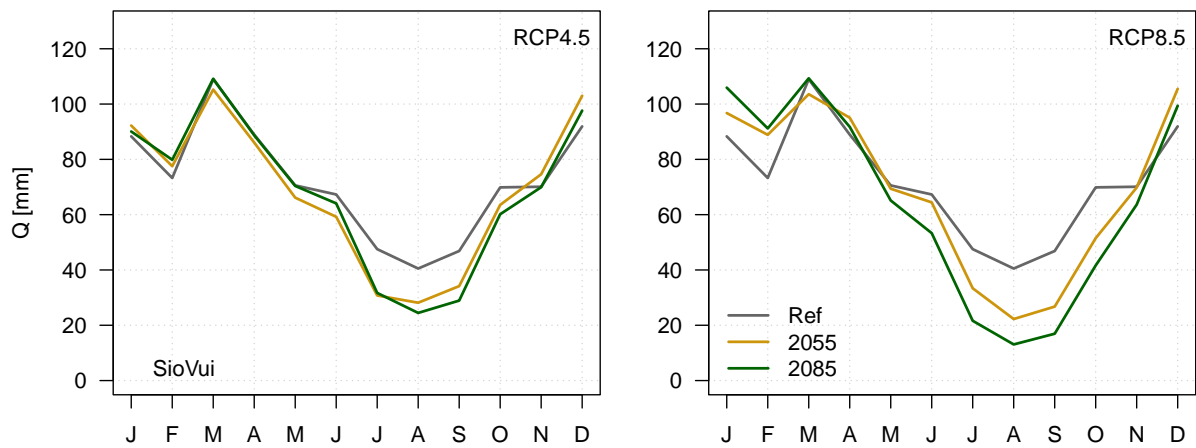 RCP4.5
RCP8.5
Q [mm]
120
100
80
60
40
20
0
SioVui
J F M A M J J A S O N D
120
100
80
60
40
20
0
Ref
2055
2085
J F M A M J J A S O N D